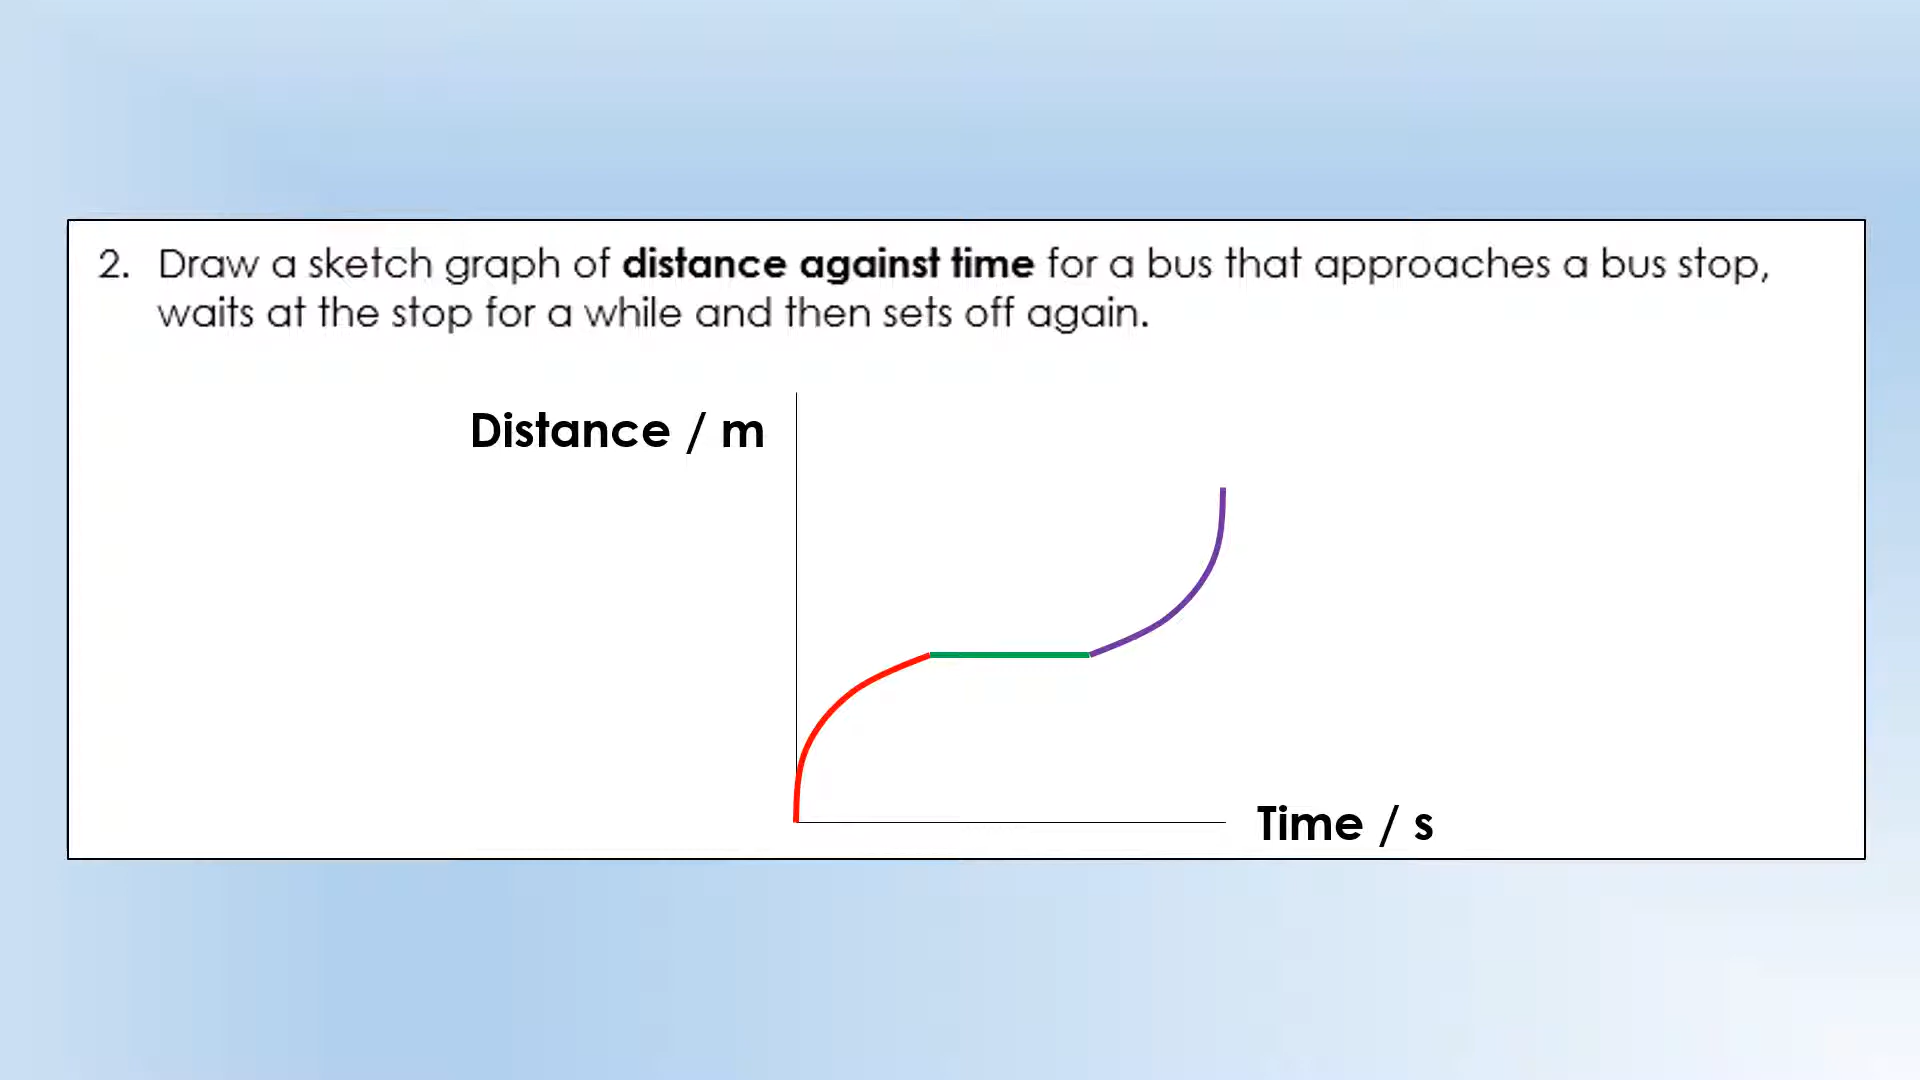 2. Draw a sketch graph of distance against time for a bus that approaches a bus stop,
waits at the stop for a while and then sets off again.
Distance / m
Time / s